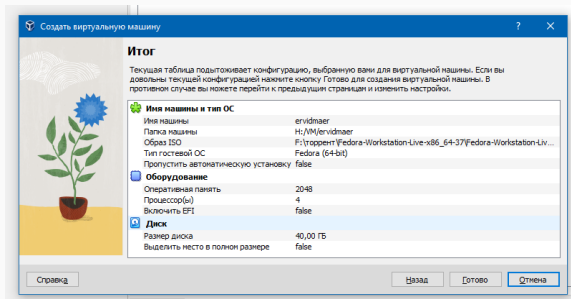 Создать виртуальную машину
Итог
Текущая таблица подытоживает конфигурацию, выбранную вами для виртуальной машины. Если вы
довольны текущей конфигурацией нажмите кнопку Готово для создания виртуальной машины. В
противном случае вы можете перейти к предыдущим страницам и изменить настройки.
Имя машины и тип ОС
Имя машины ervidmaer
Папка машины H:/VM/ervidmaer
Образ ISO F:\торрент\Fedora-Workstation-Live-x86_64-37\Fedora-Workstation-Liv...
Тип гостевой ОС Fedora (64-bit)
Пропустить автоматическую установку false
Оборудование
Оперативная память 2048
Процессор(ы) 4
Включить EFI false
Диск
Размер диска 40,00 ГБ
Выделить место в полном размере false
Справка Назад Готово Отмена